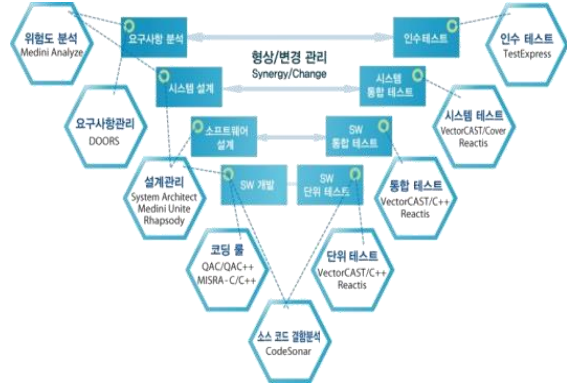 위험도 분석
Medini Analyze
요구사항 분석
인수테스트
인수 테스트
TestExpress
형상/변경 관리
Synergy/Change
시스템 설계
시스템
통합 테스트
요구사항관리
DOORS
시스템 테스트
VectorCAST/Cover
Reactis
소프트웨어
설계
SW
통합 테스트
설계관리
System Architect
Medini Unite
Rhapsody
SW 개발
SW
단위 테스트
통합 테스트
VectorCAST/C++
Reactis
코딩 룰
QAC/QAC++
MISRA-C/C++
단위 테스트
VectorCAST/C++
Reactis
소스 코드 결함분석
CodeSonar